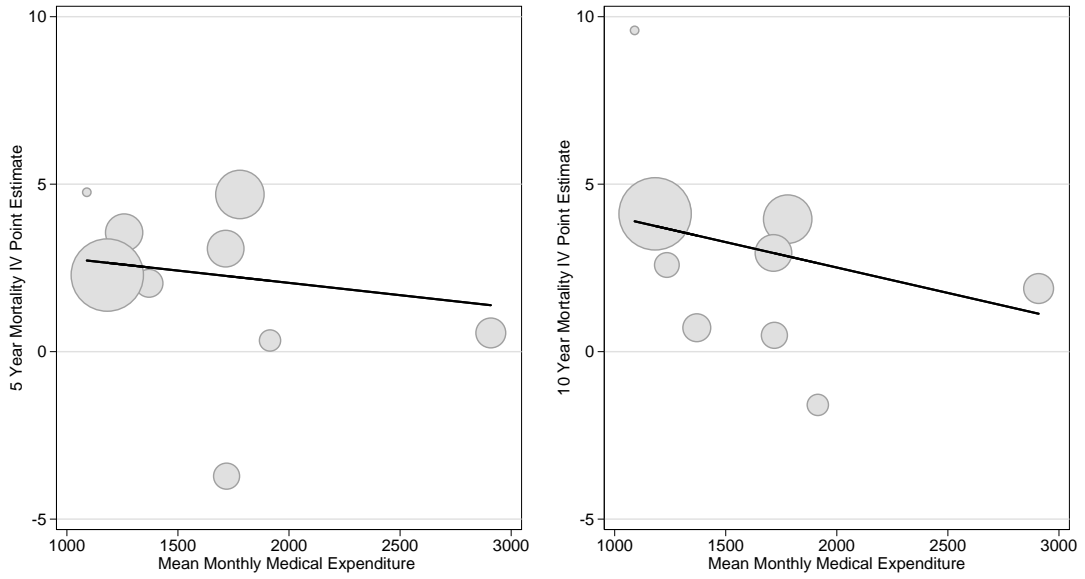 10
5
0
-5
5 Year Mortality IV Point Estimate
1000 1500 2000 2500 3000
Mean Monthly Medical Expenditure
10
5
0
-5
10 Year Mortality IV Point Estimate
1000 1500 2000 2500 3000
Mean Monthly Medical Expenditure